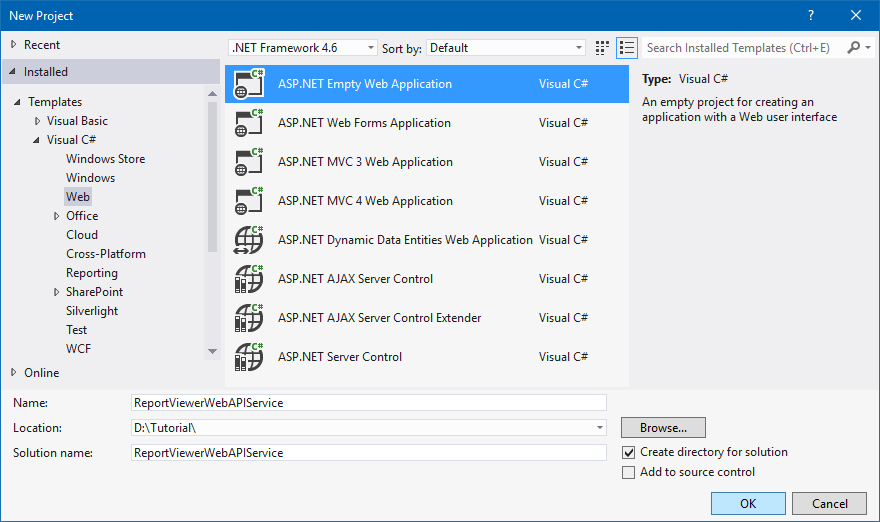 New Project
Recent
.NET Framework 4.6
Sort by: Default
Search Installed Templates (Ctrl+E)
Installed
Templates
Visual Basic
Visual C#
Windows Store
Windows
Web
Office
Cloud
Cross-Platform
Reporting
SharePoint
Silverlight
Test
WCF
Online
ASP.NET Empty Web Application Visual C#
ASP.NET Web Forms Application Visual C#
ASP.NET MVC 3 Web Application Visual C#
ASP.NET MVC 4 Web Application Visual C#
ASP.NET Dynamic Data Entities Web Application Visual C#
ASP.NET AJAX Server Control Visual C#
ASP.NET AJAX Server Control Extender Visual C#
ASP.NET Server Control Visual C#
Type: Visual C#
An empty project for creating an
application with a Web user interface
Name: ReportViewerWebAPIService
Location: D:\Tutorial\
Browse...
Solution name: ReportViewerWebAPIService
Create directory for solution
Add to source control
OK
Cancel